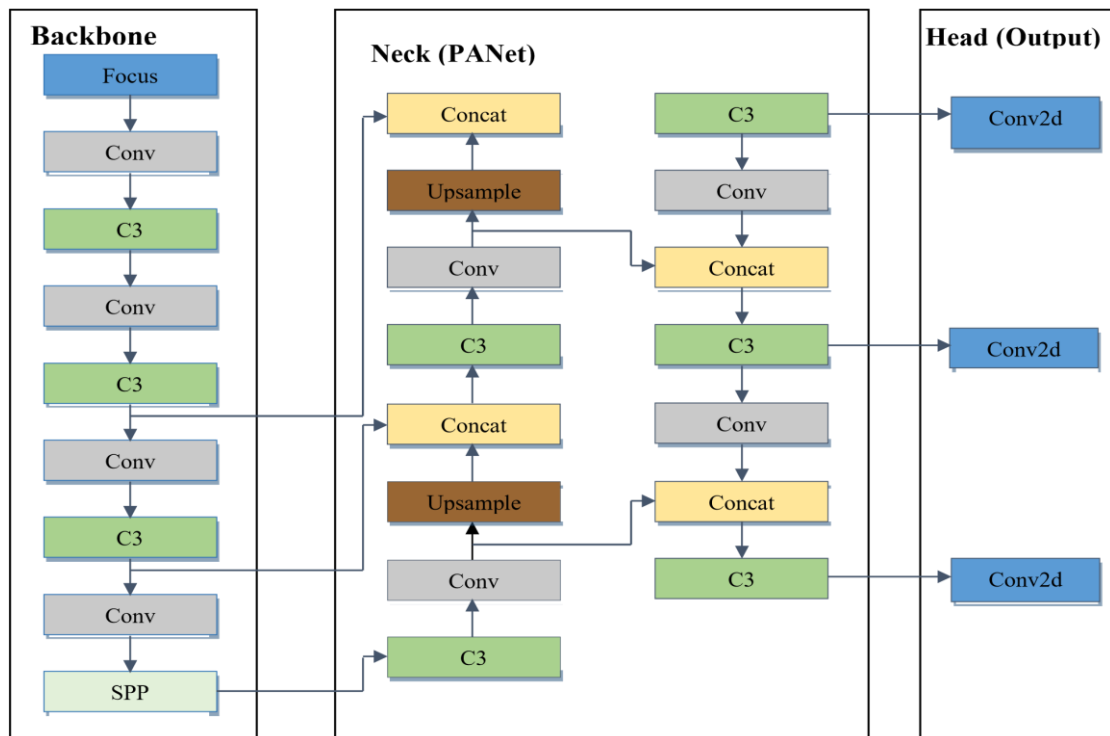 Backbone
Focus
Conv
C3
Conv
C3
Conv
C3
Conv
SPP
Neck (PANet)
Concat
Upsample
Conv
C3
Concat
Upsample
Conv
C3
C3
Conv
Concat
C3
Conv
Concat
C3
Head (Output)
Conv2d
Conv2d
Conv2d